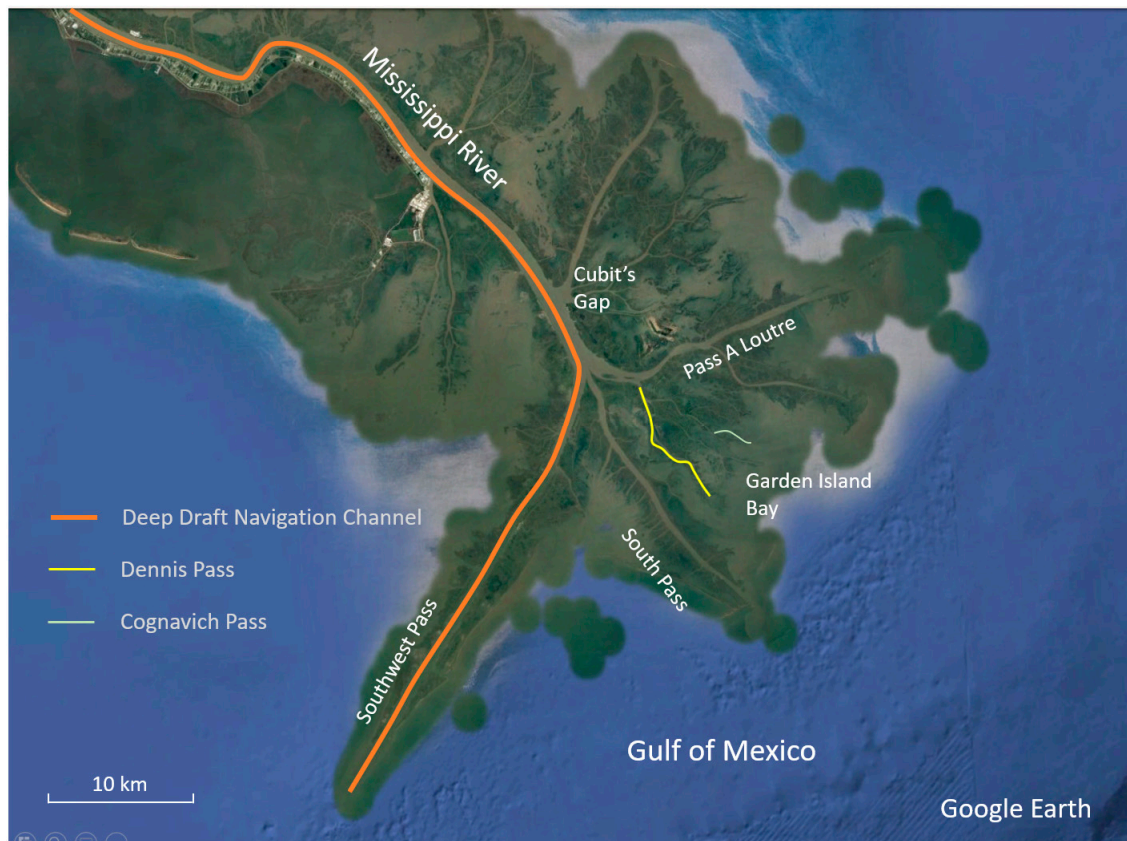 Mississippi River
Cubit's
Gap
Pass A Loutre
Garden Island
Bay
Deep Draft Navigation Channel
Dennis Pass
South Pass
Cognavich Pass
Southwest Pass
Gulf of Mexico
10 km
Google Earth